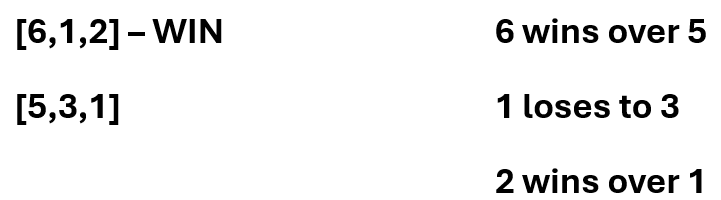 [6,1,2] – WIN
6 wins over 5
[5,3,1]
1 loses to 3
2 wins over 1